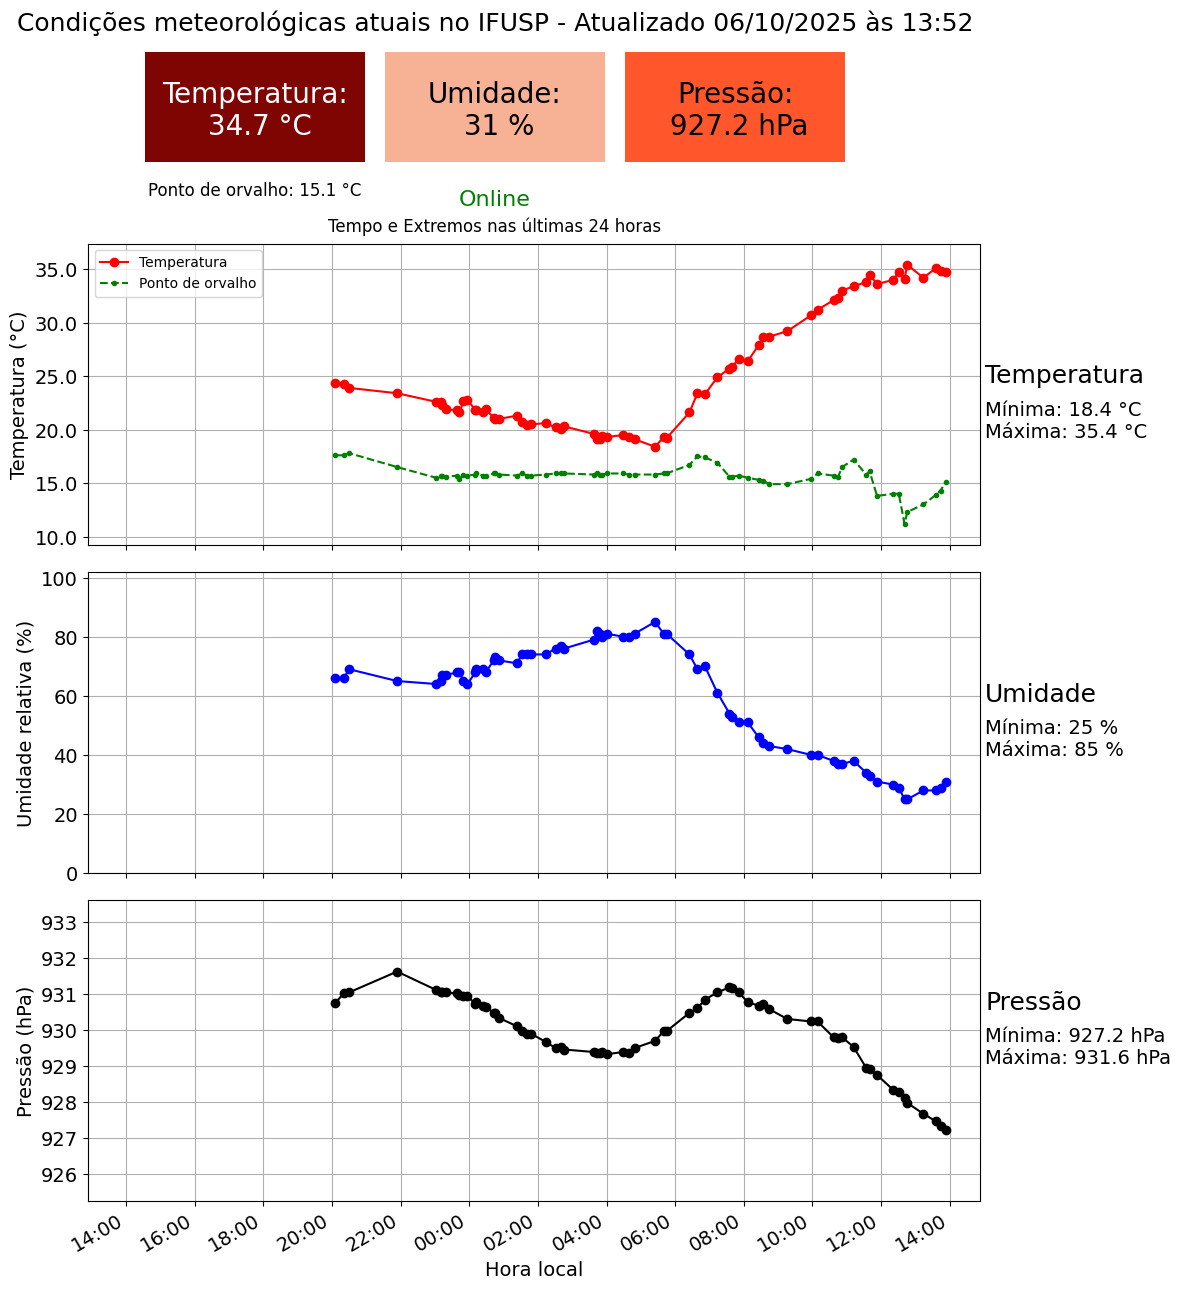 Condições meteorológicas atuais no IFUSP - Atualizado 06/10/2025 às 13:52
Temperatura:
34.7 °C
Umidade:
31 %
Pressão:
927.2 hPa
Ponto de orvalho: 15.1 °C
Online
Tempo e Extremos nas últimas 24 horas
Temperatura
Ponto de orvalho
Temperatura (°C)
35.0
30.0
25.0
20.0
15.0
10.0
Temperatura
Mínima: 18.4 °C
Máxima: 35.4 °C
Umidade relativa (%)
100
80
60
40
20
0
Umidade
Mínima: 25 %
Máxima: 85 %
Pressão (hPa)
933
932
931
930
929
928
927
926
Pressão
Mínima: 927.2 hPa
Máxima: 931.6 hPa
14:00 16:00 18:00 20:00 22:00 00:00 02:00 04:00 06:00 08:00 10:00 12:00 14:00
Hora local